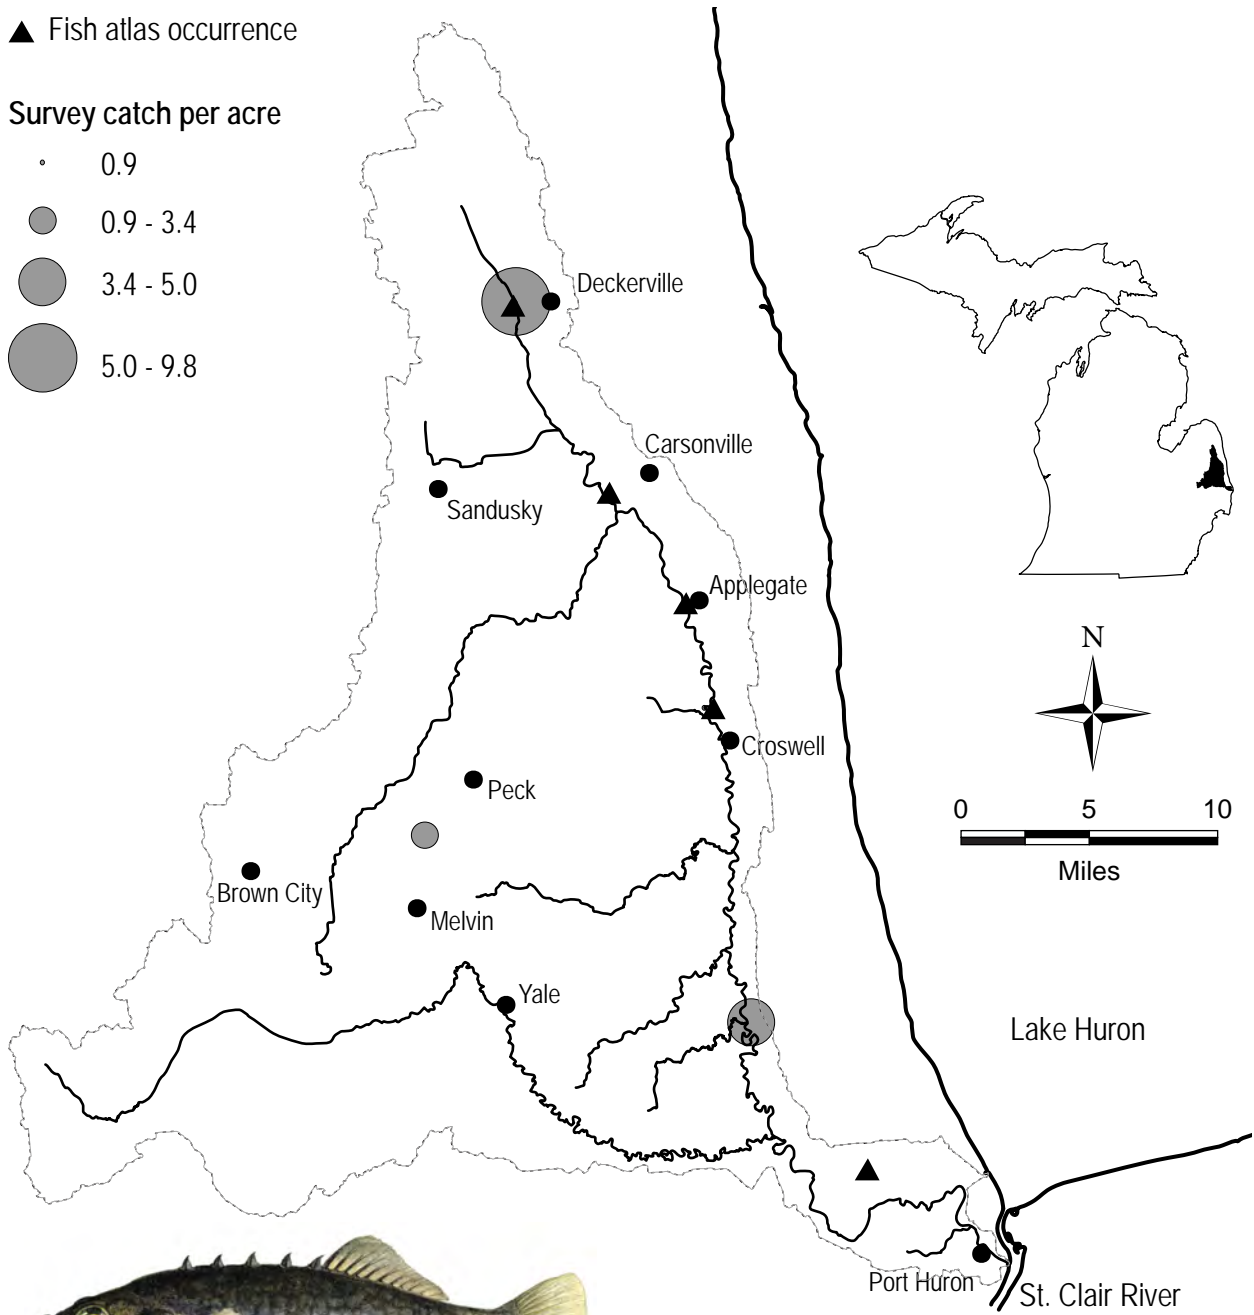 Fish atlas occurrence
Survey catch per acre
0.9
0.9 - 3.4
3.4 - 5.0
5.0 - 9.8
Deckerville
Carsonville
Sandusky
Applegate
Croswell
Peck
Brown City
Melvin
Yale
Port Huron
N
0 5 10
Miles
Lake Huron
St. Clair River